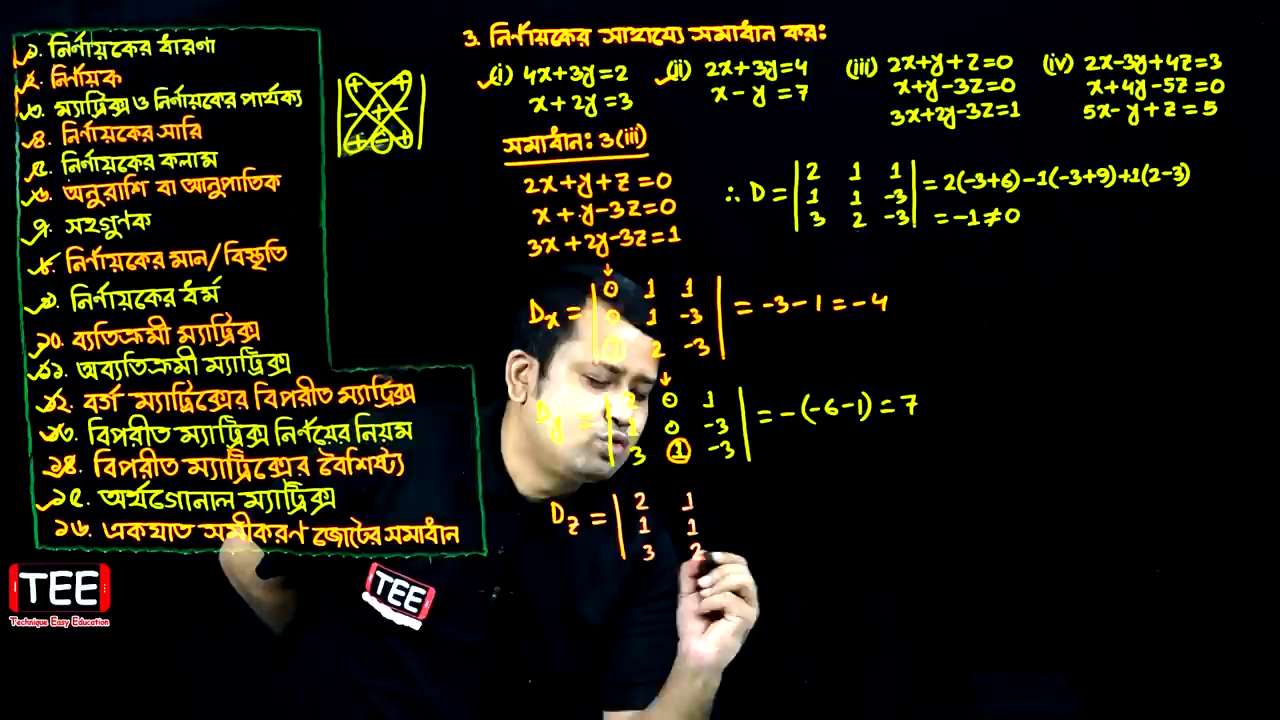 ১. নির্ণায়কের ধারণা
২. নির্ণায়ক
৩. ম্যাট্রিক্স ও নির্ণায়কের পার্থক্য
৪. নির্ণায়কের সারি
৫. নির্ণায়কের কলাম
৬. অনুরাশি বা আনুপাতিক
৭. সহগুণক
৮. নির্ণায়কের মান/বিস্তৃতি
৯. নির্ণায়কের ধর্ম
১০. ব্যতিক্রমী ম্যাট্রিক্স
১১. অব্যতিক্রমী ম্যাট্রিক্স
১২. বর্গ ম্যাট্রিক্সের বিপরীত ম্যাট্রিক্স
১৩. বিপরীত ম্যাট্রিক্স নির্ণয়ের নিয়ম
১৪. বিপরীত ম্যাট্রিক্সের বৈশিষ্ট্য
১৫. অর্থগোনাল ম্যাট্রিক্স
১৬. একঘাত সমীকরণ জোটের সমাধান
TEE
Technique Easy Education
TEE
3. নির্ণায়কের সাহায্যে সমাধান কর:
(i) 4x+3y=2
x+2y=3
(ii) 2x+3y=4
x-y=7
(iii) 2x+y+z=0
x+y-3z=0
3x+2y-3z=1
(iv) 2x-3y+4z=3
x+4y-5z=0
5x-y+z=5
সমাধান: 3(iii)
2x+y+z=0
x+y-3z=0
3x+2y-3z=1
∴ D = | 2 1 1 | = 2(-3+6)-1(-3+9)+1(2-3)
| 1 1 -3 | = -1≠0
| 3 2 -3 |
Dx = | 0 1 1 | = -3-1=-4
| 0 1 -3 |
| 1 2 -3 |
Dy = | 2 0 1 | = -(-6-1)=7
| 1 0 -3 |
| 3 1 -3 |
Dz = | 2 1
| 1 1
| 3 2